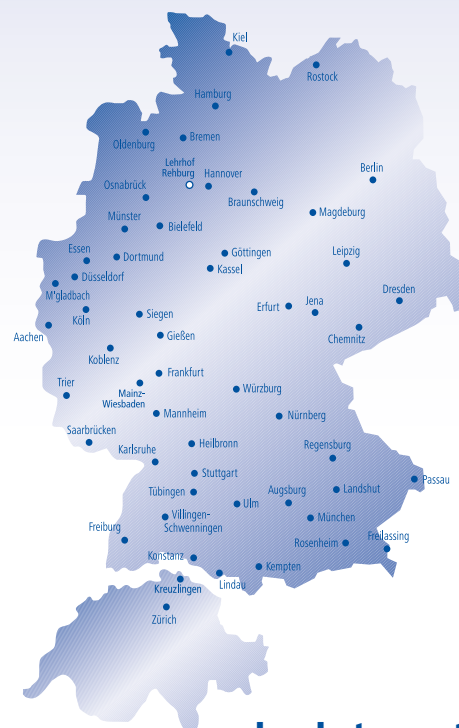 Kiel
Rostock
Hamburg
Oldenburg
Bremen
Lehrhof
Rehburg
Hannover
Berlin
Osnabrück
Braunschweig
Münster
Bielefeld
Magdeburg
Essen
Dortmund
Göttingen
Leipzig
Düsseldorf
Kassel
M'gladbach
Dresden
Köln
Siegen
Erfurt
Jena
Aachen
Chemnitz
Koblenz
Gießen
Trier
Frankfurt
Mainz-
Wiesbaden
Würzburg
Mannheim
Nürnberg
Saarbrücken
Heilbronn
Regensburg
Karlsruhe
Stuttgart
Passau
Tübingen
Ulm
Augsburg
Landshut
Villingen-
Schwenningen
München
Freiburg
Rosenheim
Freilassing
Konstanz
Kempten
Lindau
Kreuzlingen
Zürich